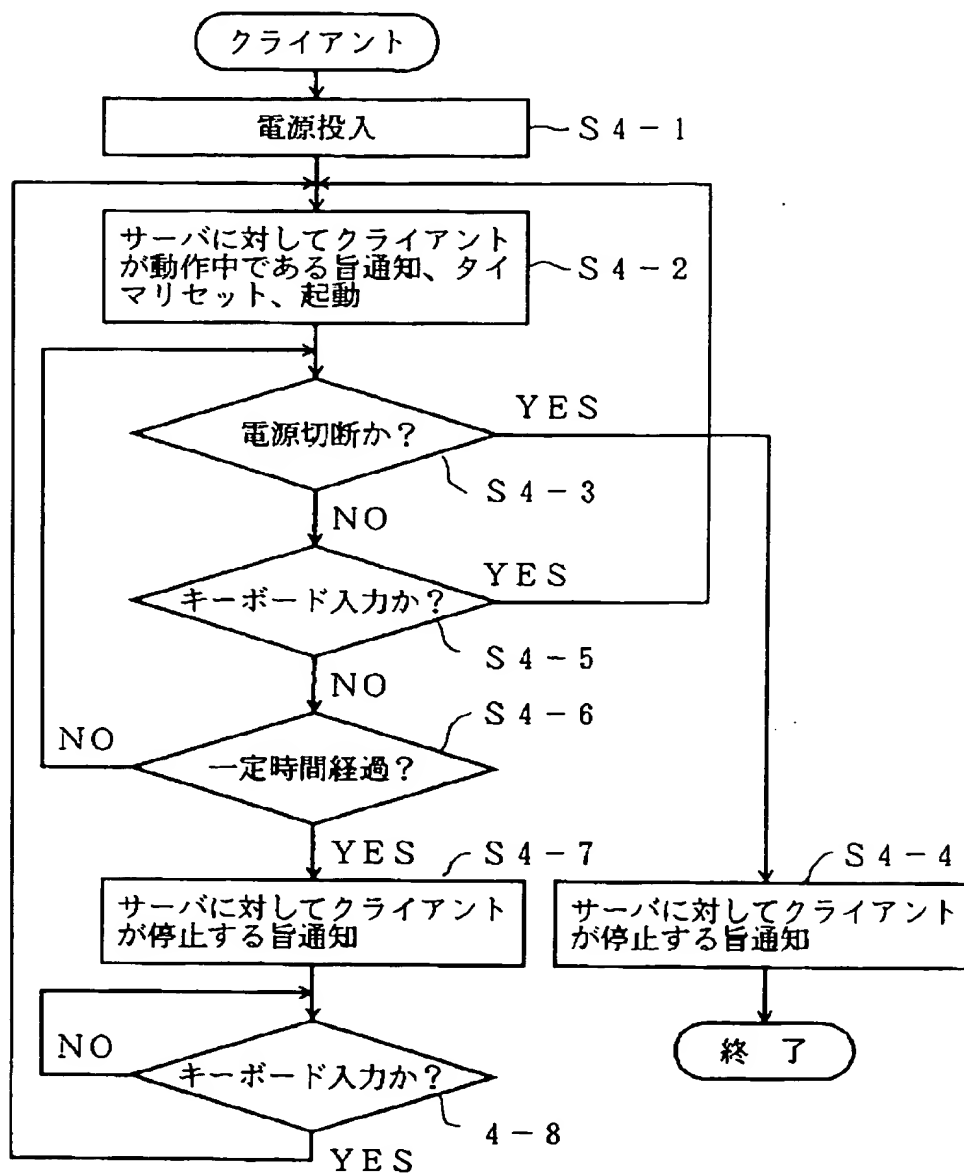 クライアント
電源投入
S4-1
サーバに対してクライアント
が動作中である旨通知、タイ
マリセット、起動
S4-2
電源切断か?
YES
S4-3
NO
キーボード入力か?
YES
S4-5
NO
S4-6
NO
一定時間経過?
YES
S4-7
サーバに対してクライアント
が停止する旨通知
S4-4
サーバに対してクライアント
が停止する旨通知
NO
キーボード入力か?
終了
4-8
YES